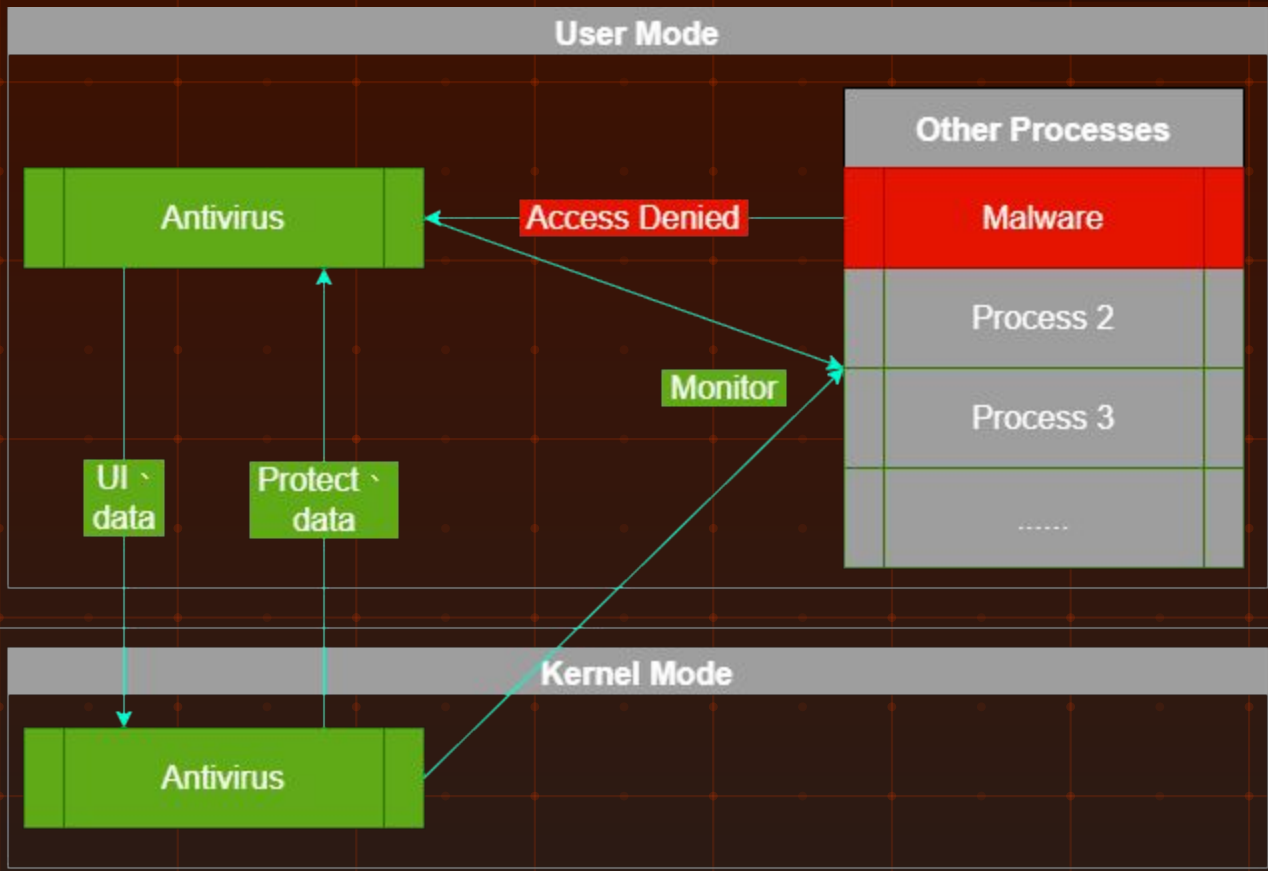 User Mode
Other Processes
Antivirus
Access Denied
Malware
Process 2
Monitor
Process 3
UI、
data
Protect、
data
......
Kernel Mode
Antivirus